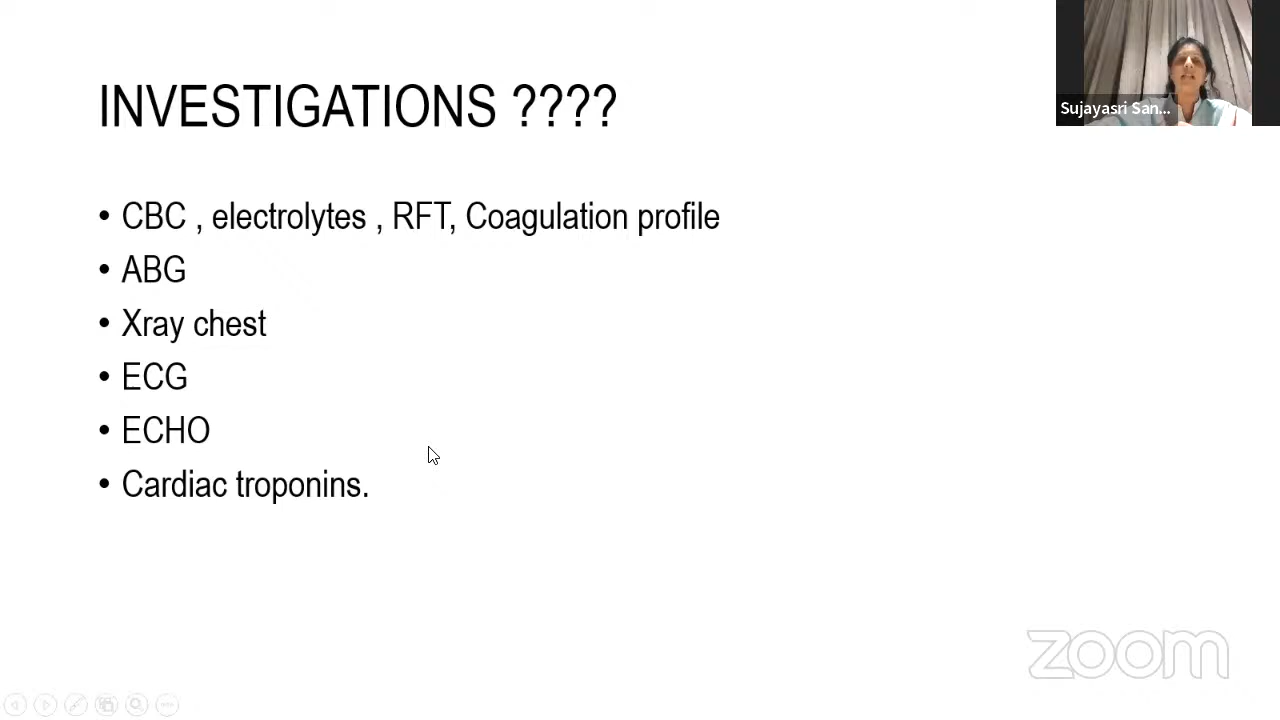 INVESTIGATIONS ????
Sujayasri San...
• CBC , electrolytes , RFT, Coagulation profile
• ABG
• Xray chest
• ECG
• ECHO
• Cardiac troponins.
zoom